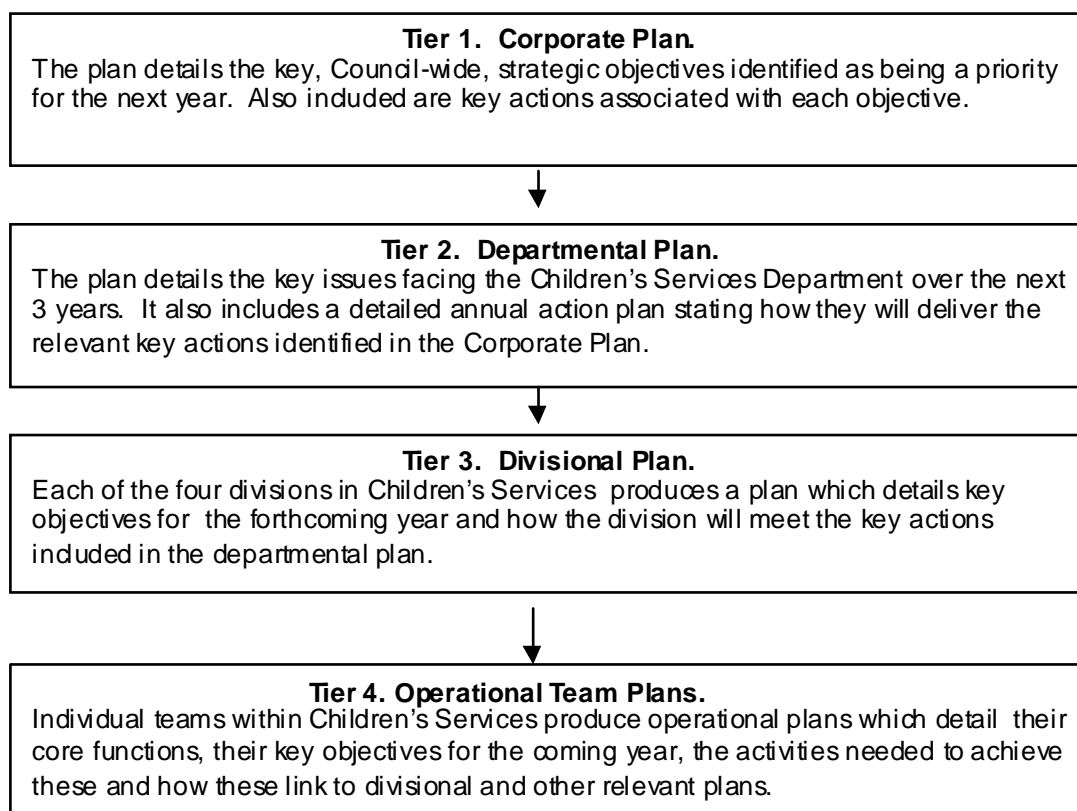 Tier 1. Corporate Plan.
The plan details the key, Council-wide, strategic objectives identified as being a priority
for the next year. Also included are key actions associated with each objective.
Tier 2. Departmental Plan.
The plan details the key issues facing the Children's Services Department over the next
3 years. It also includes a detailed annual action plan stating how they will deliver the
relevant key actions identified in the Corporate Plan.
Tier 3. Divisional Plan.
Each of the four divisions in Children's Services produces a plan which details key
objectives for the forthcoming year and how the division will meet the key actions
included in the departmental plan.
Tier 4. Operational Team Plans.
Individual teams within Children's Services produce operational plans which detail their
core functions, their key objectives for the coming year, the activities needed to achieve
these and how these link to divisional and other relevant plans.